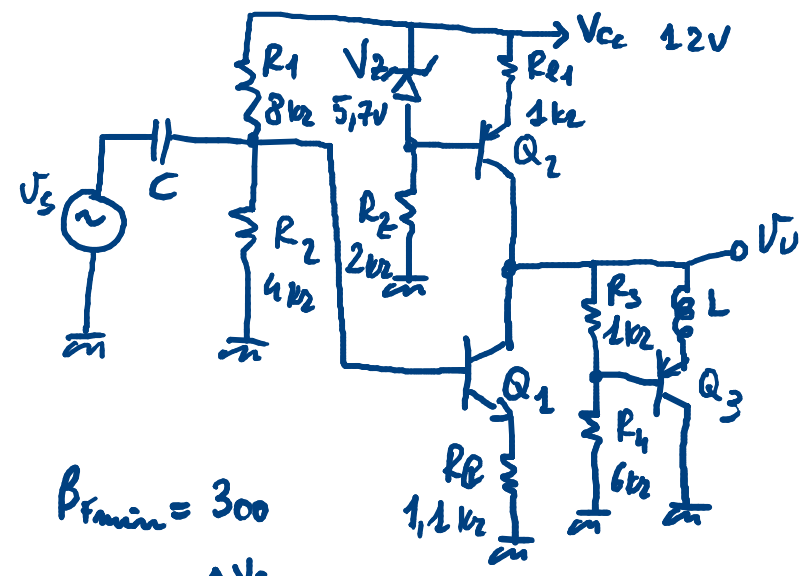 Vcc 12V
R1
8kΩ
Vz
5,7V
Re1
1kΩ
Q2
vs
C
R2
4kΩ
Rz
2kΩ
vu
R3
1kΩ
L
Q1
Q3
R4
6kΩ
1,1kΩ
βFmin = 300